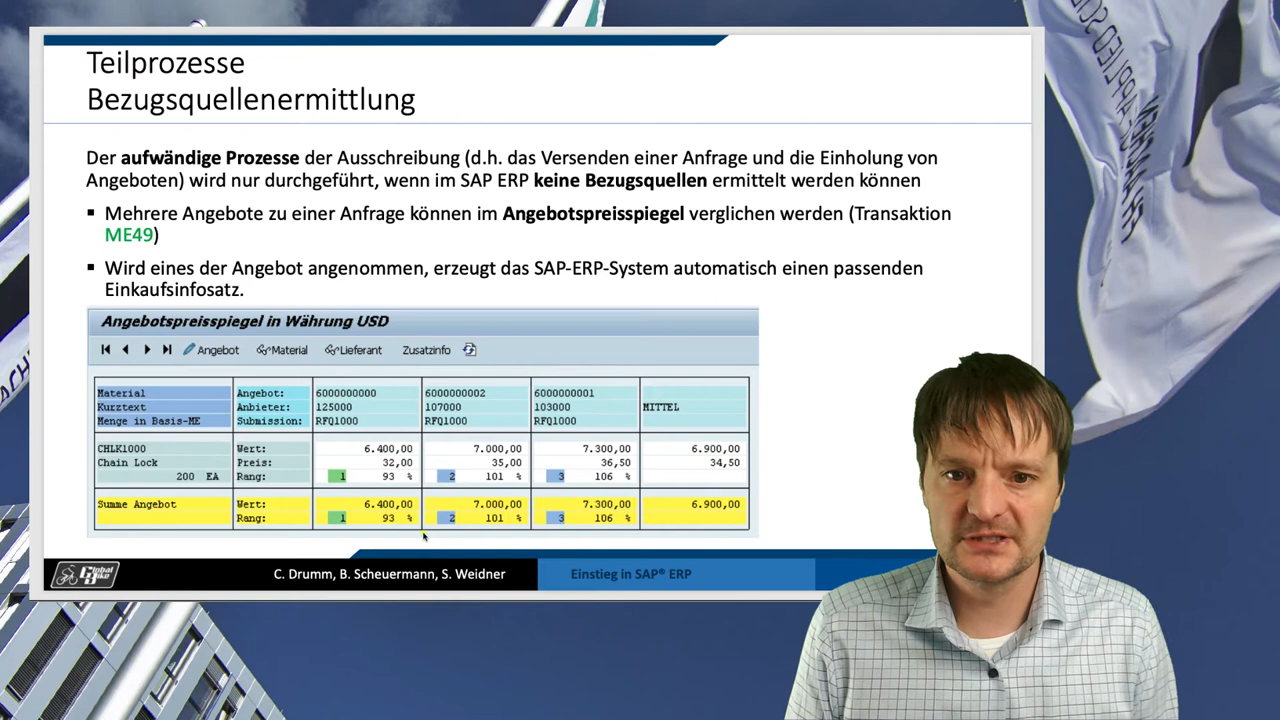 Teilprozesse
Bezugsquellenermittlung
Der aufwändige Prozesse der Ausschreibung (d.h. das Versenden einer Anfrage und die Einholung von
Angeboten) wird nur durchgeführt, wenn im SAP ERP keine Bezugsquellen ermittelt werden können
▪ Mehrere Angebote zu einer Anfrage können im Angebotspreisspiegel verglichen werden (Transaktion
ME49)
▪ Wird eines der Angebot angenommen, erzeugt das SAP-ERP-System automatisch einen passenden
Einkaufsinfosatz.
Angebotspreisspiegel in Währung USD
Angebot Material Lieferant Zusatzinfo
Material Angebot: 6000000000 6000000002 6000000001
Kurztext Anbieter: 125000 107000 103000 MITTEL
Menge in Basis-ME Submission: RFQ1000 RFQ1000 RFQ1000
CHLK1000 Wert: 6.400,00 7.000,00 7.300,00 6.900,00
Chain Lock Preis: 32,00 35,00 36,50 34,50
200 EA Rang: 1 93 % 2 101 % 3 106 %
Summe Angebot Wert: 6.400,00 7.000,00 7.300,00 6.900,00
Rang: 1 93 % 2 101 % 3 106 %
Global
Bike
C. Drumm, B. Scheuermann, S. Weidner
Einstieg in SAP® ERP
FH AACHEN